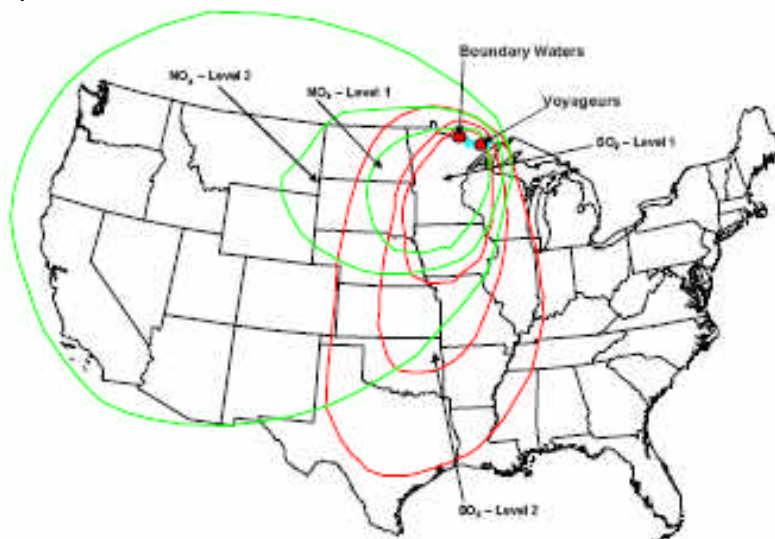 Boundary Waters
NOₓ – Level 2
NOₓ – Level 1
Voyageurs
SO₂ – Level 1
SO₂ – Level 2